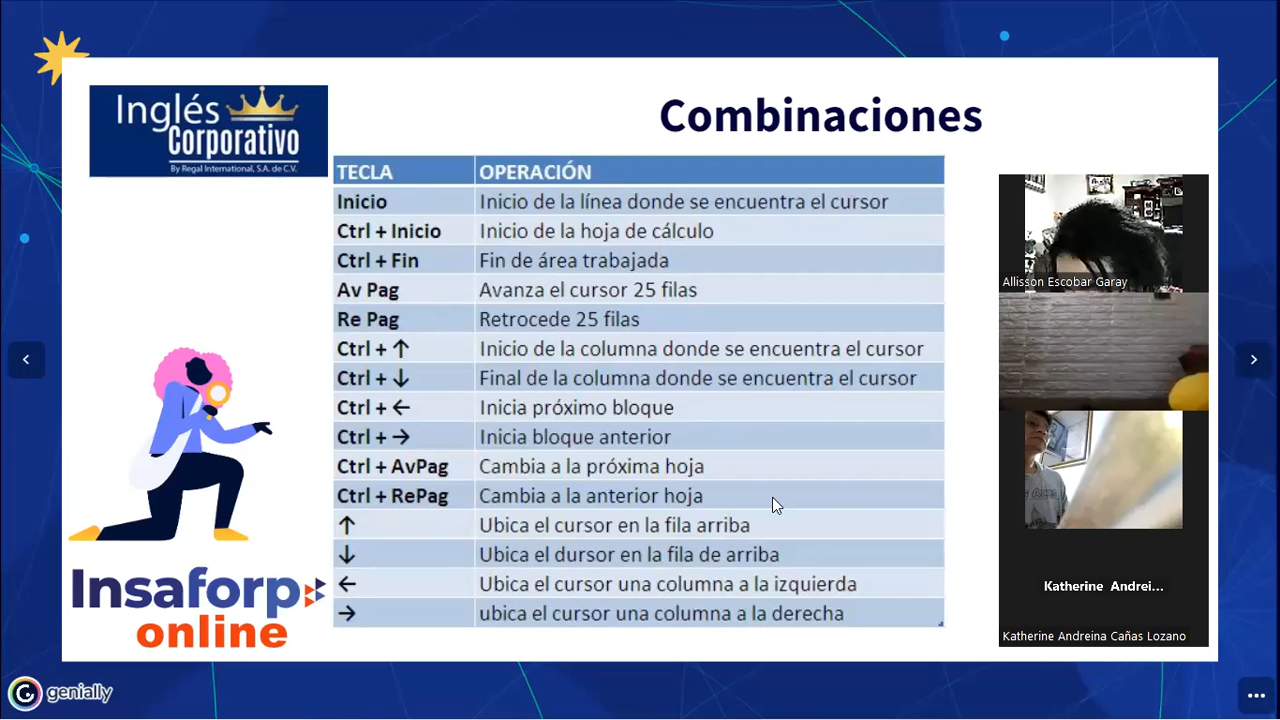 Inglés
Corporativo
By Regal International, S.A. de C.V.
Combinaciones
TECLA OPERACIÓN
Inicio Inicio de la línea donde se encuentra el cursor
Ctrl + Inicio Inicio de la hoja de cálculo
Ctrl + Fin Fin de área trabajada
Av Pag Avanza el cursor 25 filas
Re Pag Retrocede 25 filas
Ctrl + ↑ Inicio de la columna donde se encuentra el cursor
Ctrl + ↓ Final de la columna donde se encuentra el cursor
Ctrl + ← Inicia próximo bloque
Ctrl + → Inicia bloque anterior
Ctrl + AvPag Cambia a la próxima hoja
Ctrl + RePag Cambia a la anterior hoja
↑ Ubica el cursor en la fila arriba
↓ Ubica el dursor en la fila de arriba
← Ubica el cursor una columna a la izquierda
→ ubica el cursor una columna a la derecha
Allisson Escobar Garay
Katherine Andrei...
Katherine Andreina Cañas Lozano
Insaforp
online
genially